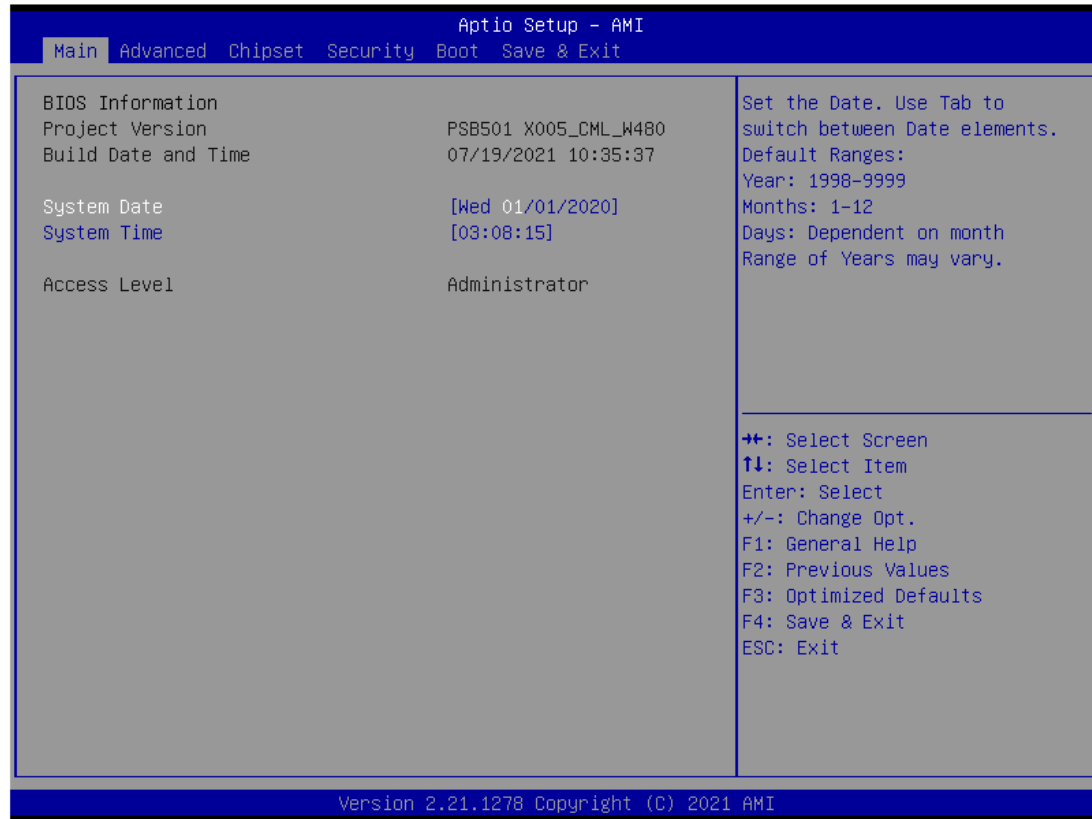 Aptio Setup – AMI
Main Advanced Chipset Security Boot Save & Exit
BIOS Information
Project Version PSB501 X005_CML_W480
Build Date and Time 07/19/2021 10:35:37
System Date [Wed 01/01/2020]
System Time [03:08:15]
Access Level Administrator
Set the Date. Use Tab to
switch between Date elements.
Default Ranges:
Year: 1998-9999
Months: 1-12
Days: Dependent on month
Range of Years may vary.
→←: Select Screen
↑↓: Select Item
Enter: Select
+/-: Change Opt.
F1: General Help
F2: Previous Values
F3: Optimized Defaults
F4: Save & Exit
ESC: Exit
Version 2.21.1278 Copyright (C) 2021 AMI